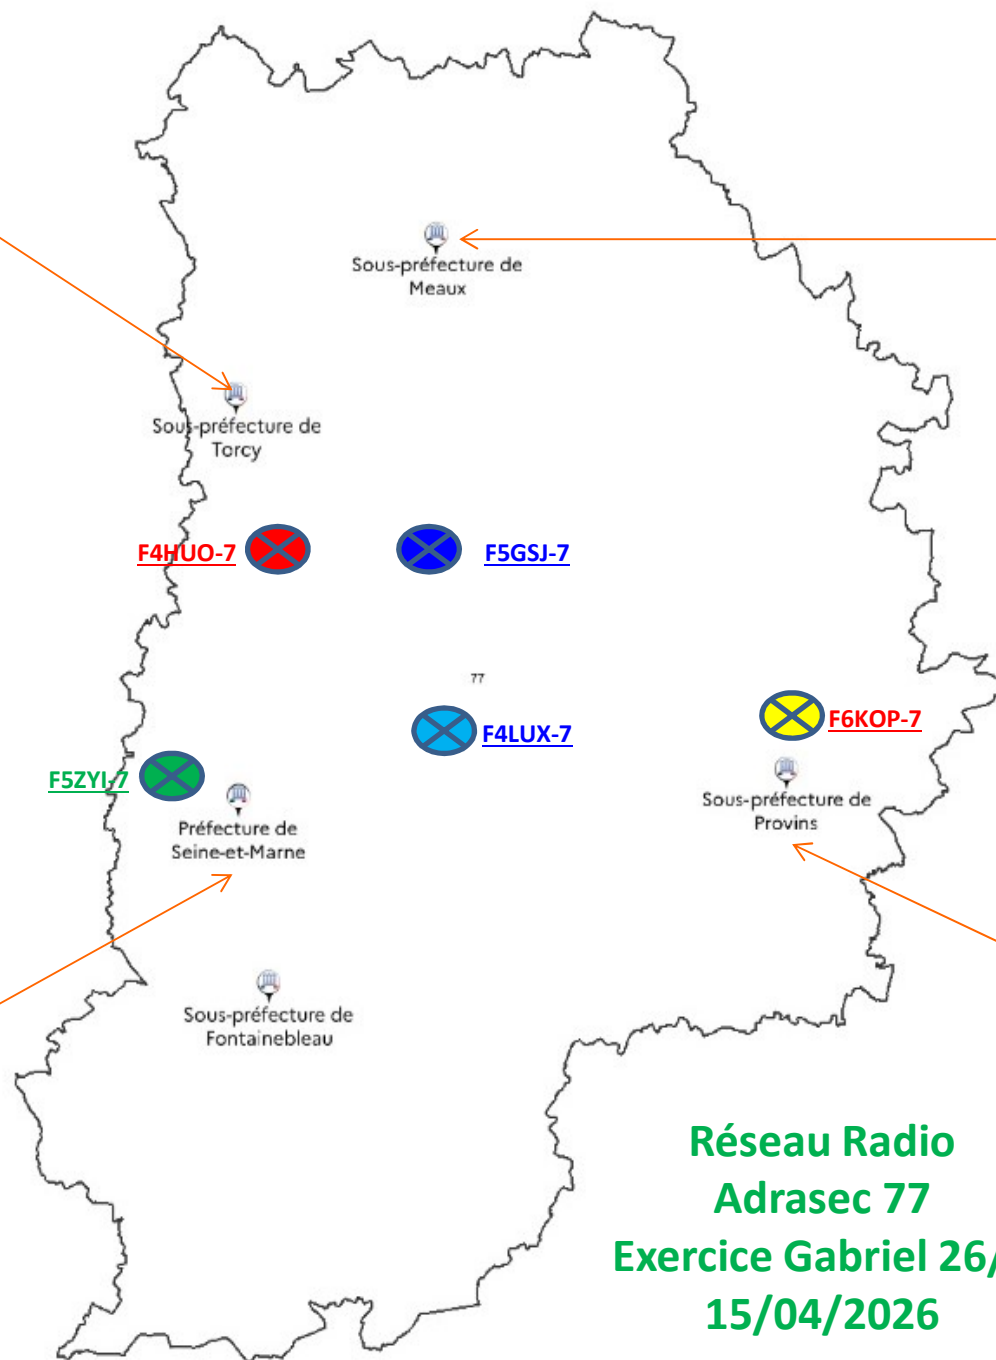 Sous-préfecture de
Meaux
Sous-préfecture de
Torcy
F4HUO-7
F5GSJ-7
77
F4LUX-7
F6KOP-7
F5ZYI-7
Préfecture de
Seine-et-Marne
Sous-préfecture de
Provins
Sous-préfecture de
Fontainebleau
Réseau Radio
Adrasec 77
Exercice Gabriel 26/
15/04/2026